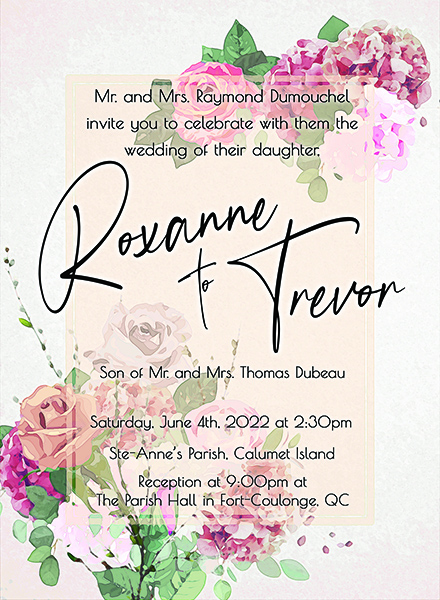 Mr. and Mrs. Raymond Dumouchel
invite you to celebrate with them the
wedding of their daughter,
Roxanne
to
Trevor
Son of Mr. and Mrs. Thomas Dubeau
Saturday, June 4th, 2022 at 2:30pm
Ste-Anne's Parish, Calumet Island
Reception at 9:00pm at
The Parish Hall in Fort-Coulonge, QC